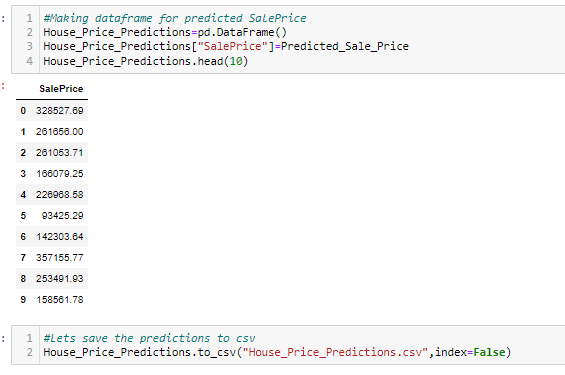 : 1 #Making dataframe for predicted SalePrice
2 House_Price_Predictions=pd.DataFrame()
3 House_Price_Predictions["SalePrice"]=Predicted_Sale_Price
4 House_Price_Predictions.head(10)
:
SalePrice
0 328527.69
1 261656.00
2 261053.71
3 166079.25
4 226968.58
5 93425.29
6 142303.64
7 357155.77
8 253491.93
9 158561.78
: 1 #Lets save the predictions to csv
2 House_Price_Predictions.to_csv("House_Price_Predictions.csv",index=False)